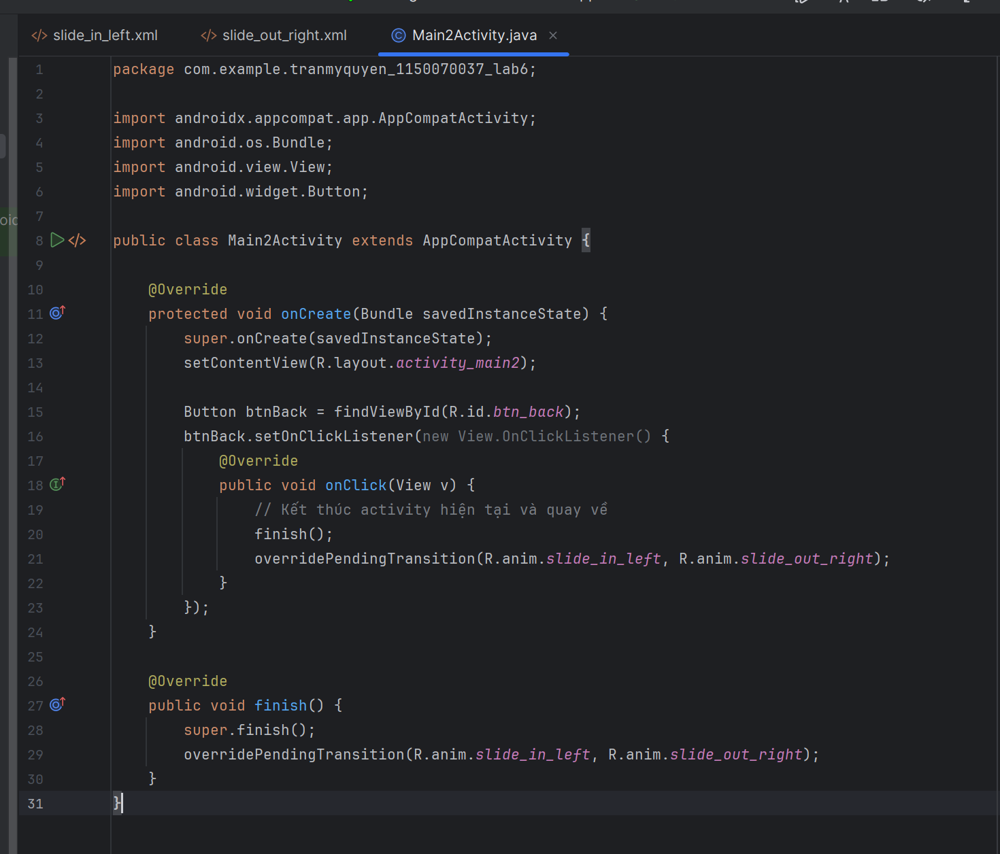 slide_in_left.xml slide_out_right.xml Main2Activity.java
1 package com.example.tranmyquyen_1150070037_lab6;
2
3 import androidx.appcompat.app.AppCompatActivity;
4 import android.os.Bundle;
5 import android.view.View;
6 import android.widget.Button;
7
8 public class Main2Activity extends AppCompatActivity {
9
10 @Override
11 protected void onCreate(Bundle savedInstanceState) {
12 super.onCreate(savedInstanceState);
13 setContentView(R.layout.activity_main2);
14
15 Button btnBack = findViewById(R.id.btn_back);
16 btnBack.setOnClickListener(new View.OnClickListener() {
17 @Override
18 public void onClick(View v) {
19 // Kết thúc activity hiện tại và quay về
20 finish();
21 overridePendingTransition(R.anim.slide_in_left, R.anim.slide_out_right);
22 }
23 });
24 }
25
26 @Override
27 public void finish() {
28 super.finish();
29 overridePendingTransition(R.anim.slide_in_left, R.anim.slide_out_right);
30 }
31 }